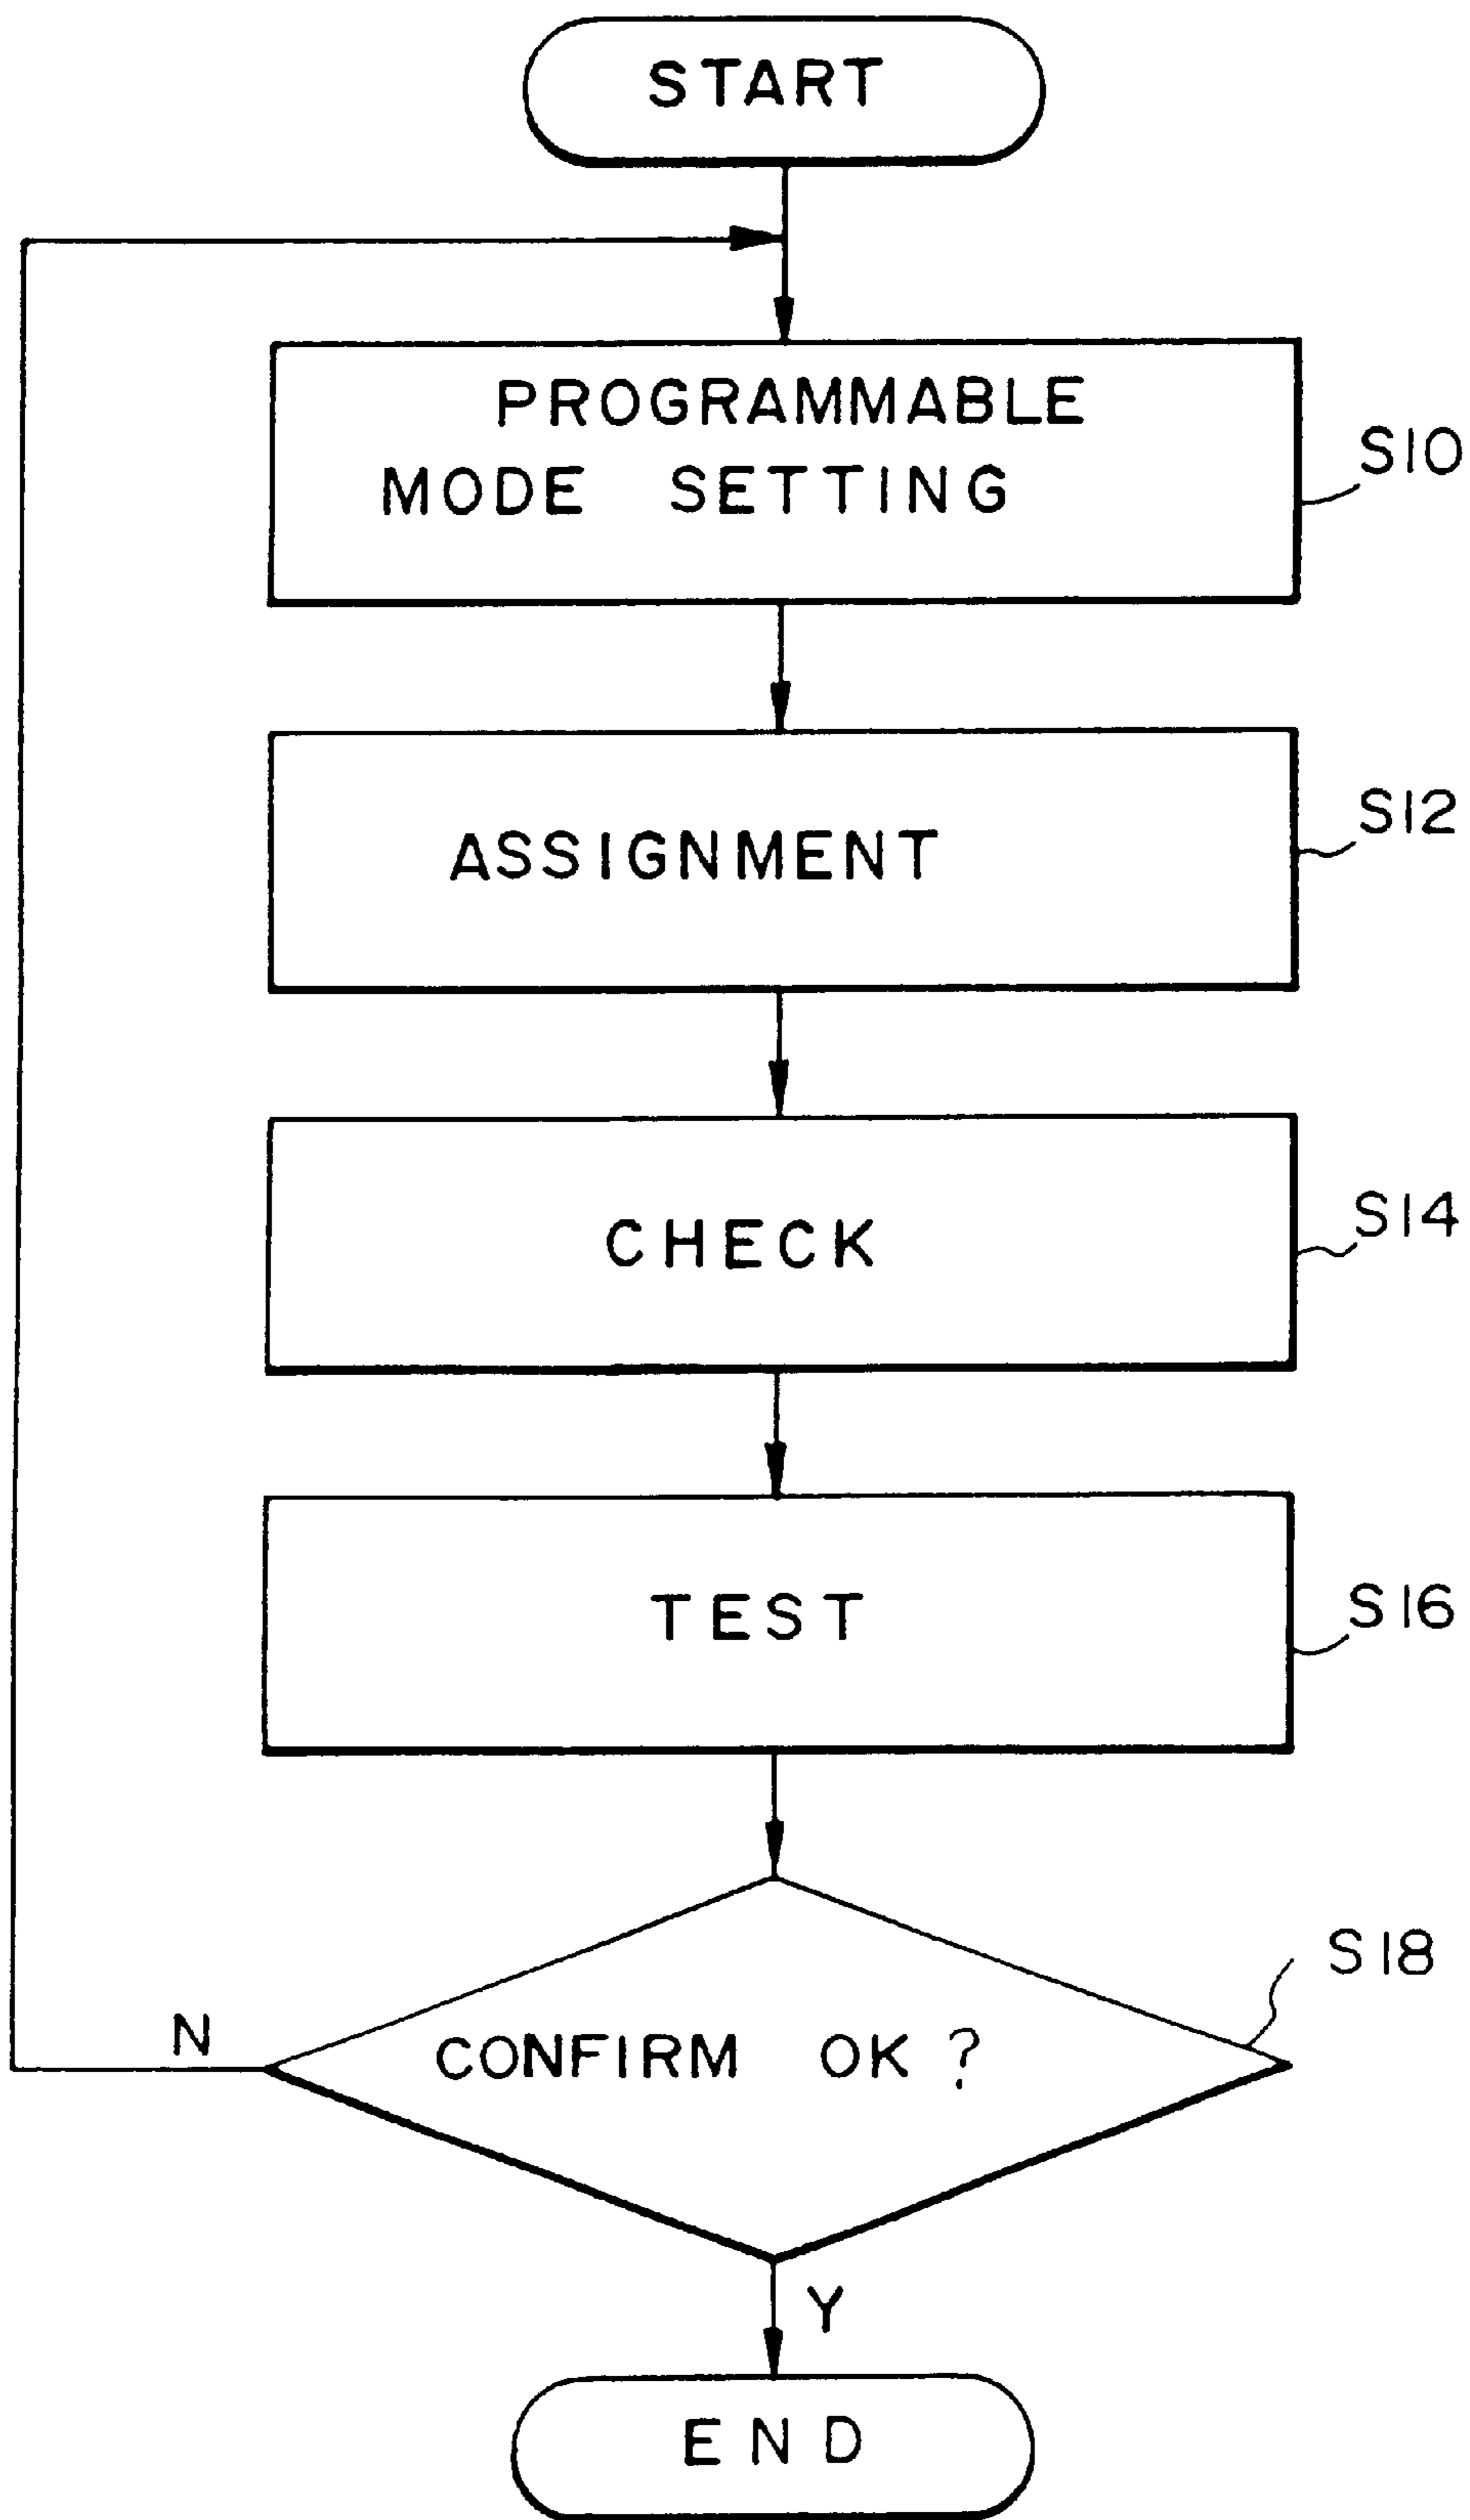 START
PROGRAMMABLE
MODE SETTING
S10
ASSIGNMENT
S12
CHECK
S14
TEST
S16
CONFIRM OK ?
S18
N
Y
END